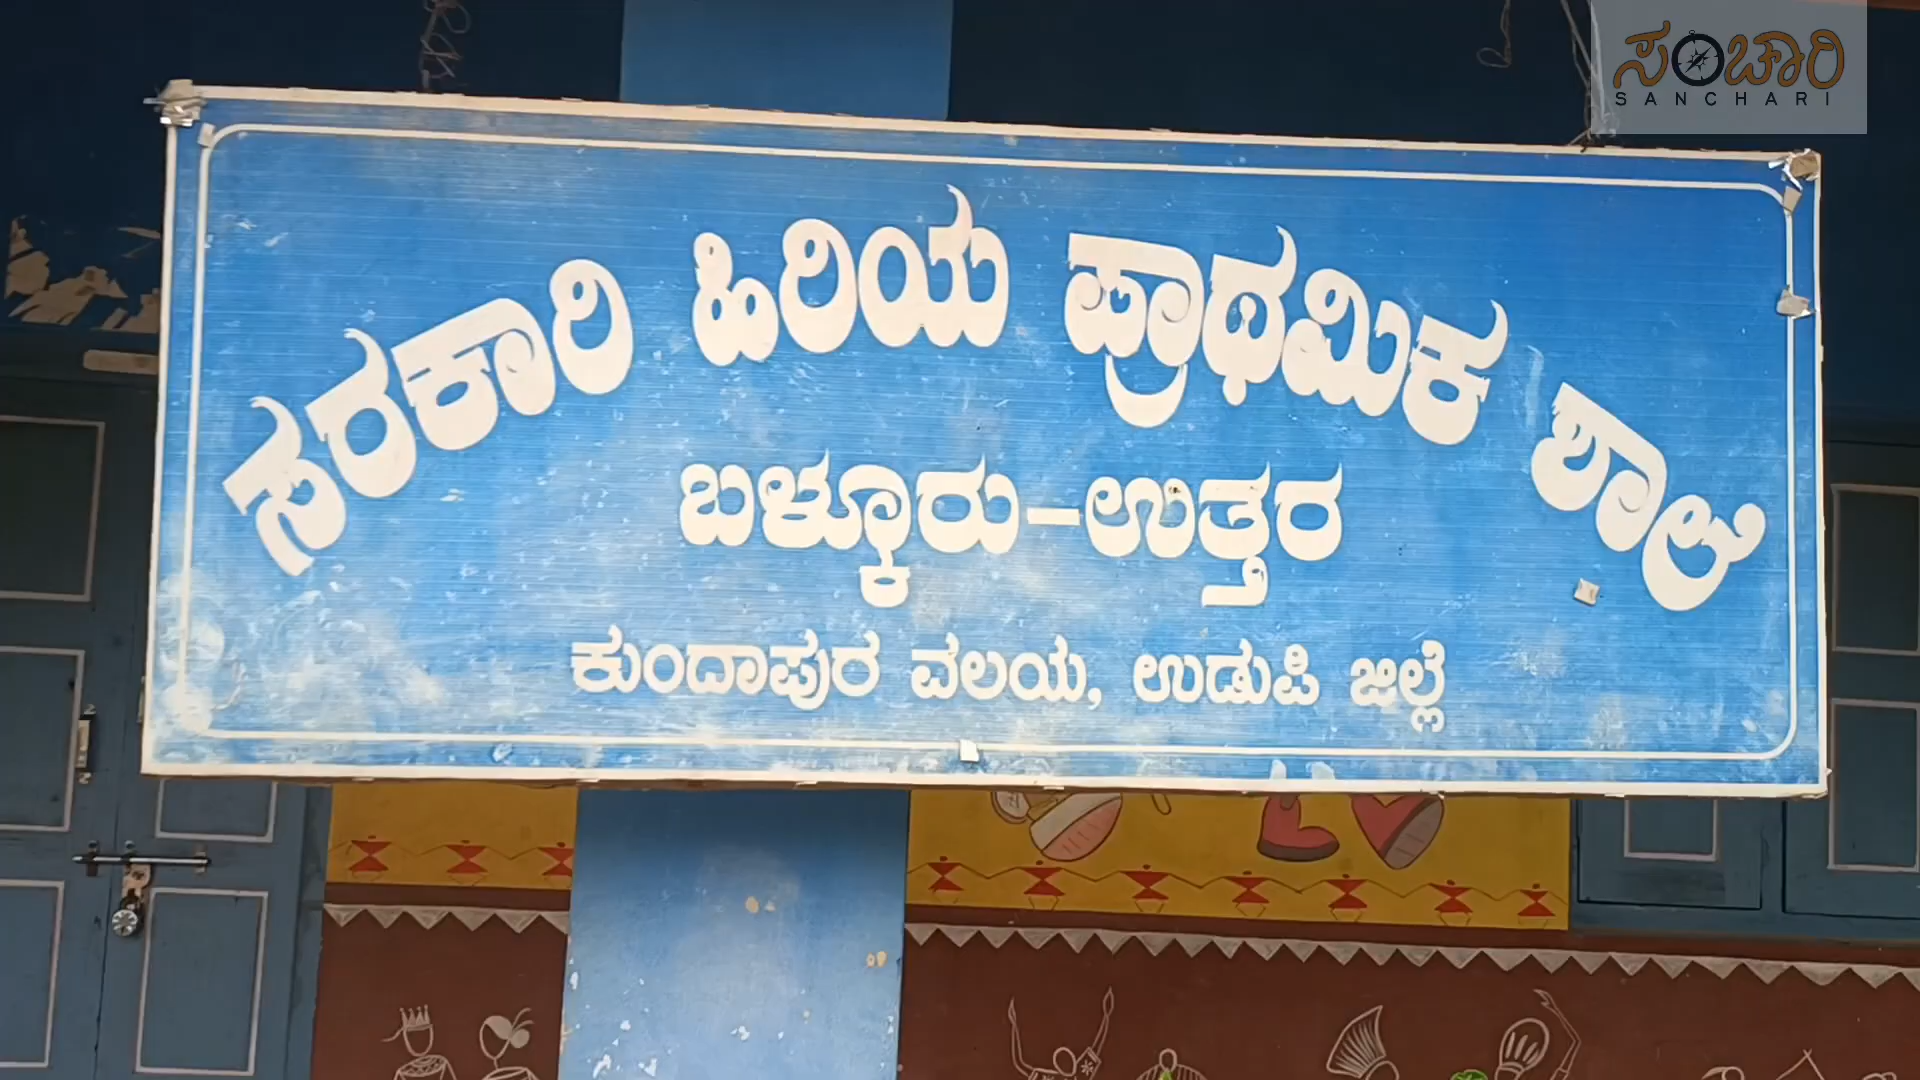 ಸಂಚಾರಿ
SANCHARI
ಸರಕಾರಿ ಹಿರಿಯ ಪ್ರಾಥಮಿಕ ಶಾಲೆ
ಬಳ್ಕೂರು-ಉತ್ತರ
ಕುಂದಾಪುರ ವಲಯ, ಉಡುಪಿ ಜಿಲ್ಲೆ